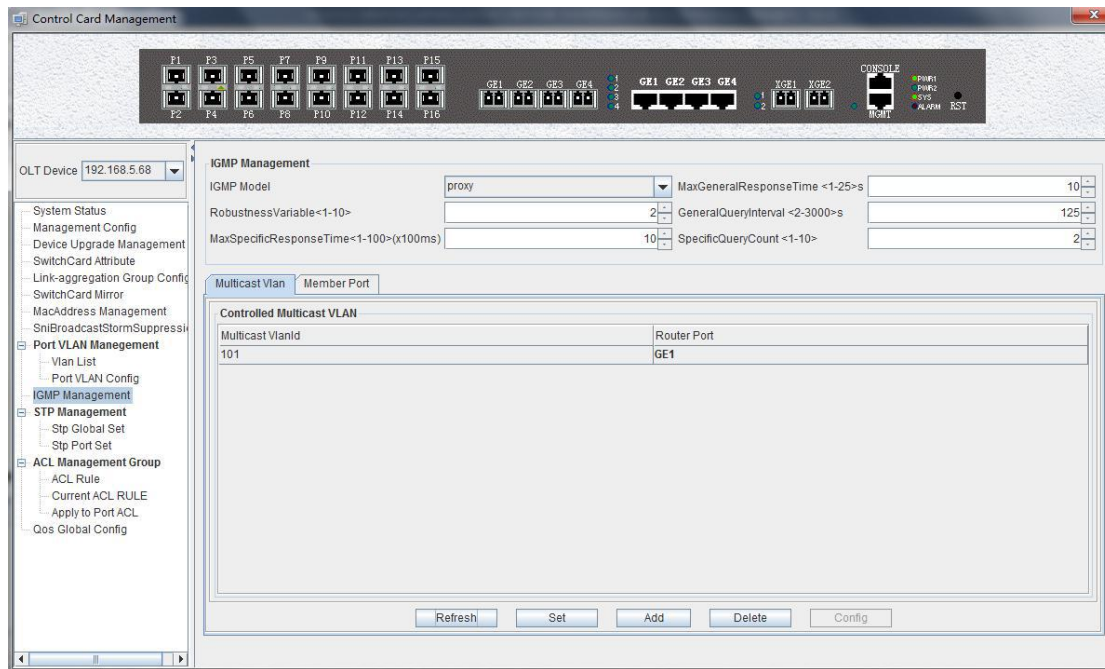 Control Card Management
P1 P3 P5 P7 P9 P11 P13 P15
P2 P4 P6 P8 P10 P12 P14 P16
GE1 GE2 GE3 GE4
1
2
3
4
GE1 GE2 GE3 GE4
1
2
XGE1 XGE2
CONSOLE
MGMT
PWR1
PWR2
SYS
ALARM
RST
OLT Device 192.168.5.68
System Status
Management Config
Device Upgrade Management
SwitchCard Attribute
Link-aggregation Group Config
SwitchCard Mirror
MacAddress Management
SniBroadcastStormSuppressi
Port VLAN Manegement
Vlan List
Port VLAN Config
IGMP Management
STP Management
Stp Global Set
Stp Port Set
ACL Management Group
ACL Rule
Current ACL RULE
Apply to Port ACL
Qos Global Config
IGMP Management
IGMP Model proxy MaxGeneralResponseTime <1-25>s 10
RobustnessVariable<1-10> 2 GeneralQueryInterval <2-3000>s 125
MaxSpecificResponseTime<1-100>(x100ms) 10 SpecificQueryCount <1-10> 2
Multicast Vlan Member Port
Controlled Multicast VLAN
Multicast VlanId Router Port
101 GE1
Refresh Set Add Delete Config